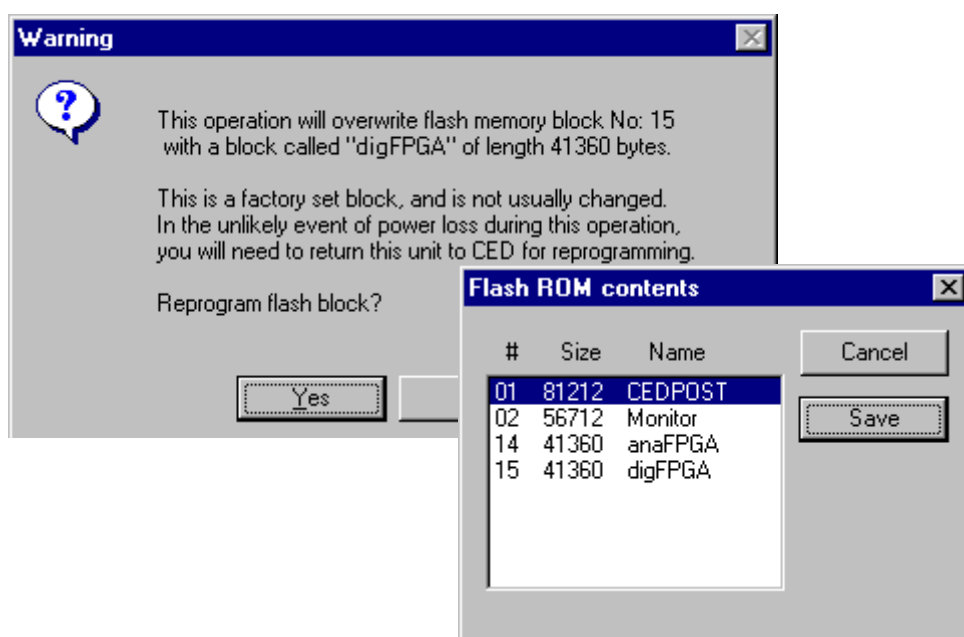 Warning
This operation will overwrite flash memory block No: 15
with a block called "digFPGA" of length 41360 bytes.
This is a factory set block, and is not usually changed.
In the unlikely event of power loss during this operation,
you will need to return this unit to CED for reprogramming.
Reprogram flash block?
Yes
Flash ROM contents
# Size Name
01 81212 CEDPOST
02 56712 Monitor
14 41360 anaFPGA
15 41360 digFPGA
Cancel
Save